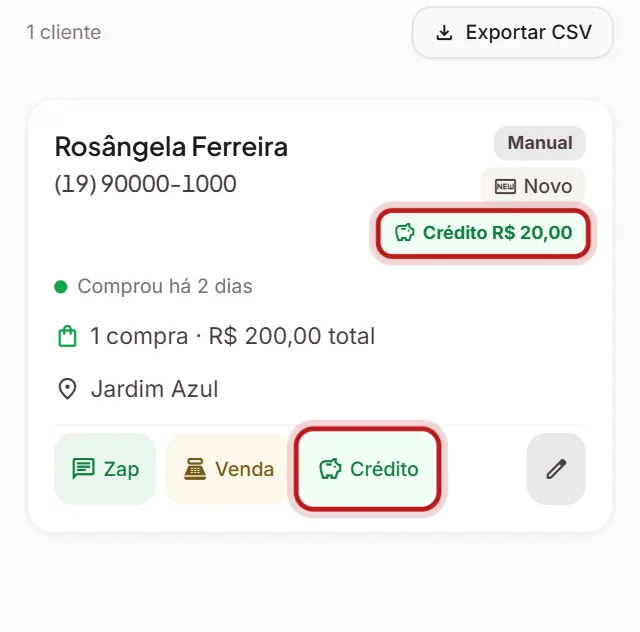 1 cliente
Exportar CSV
Rosângela Ferreira
Manual
(19) 90000-1000
NEW Novo
Crédito R$ 20,00
Comprou há 2 dias
1 compra · R$ 200,00 total
Jardim Azul
Zap
Venda
Crédito